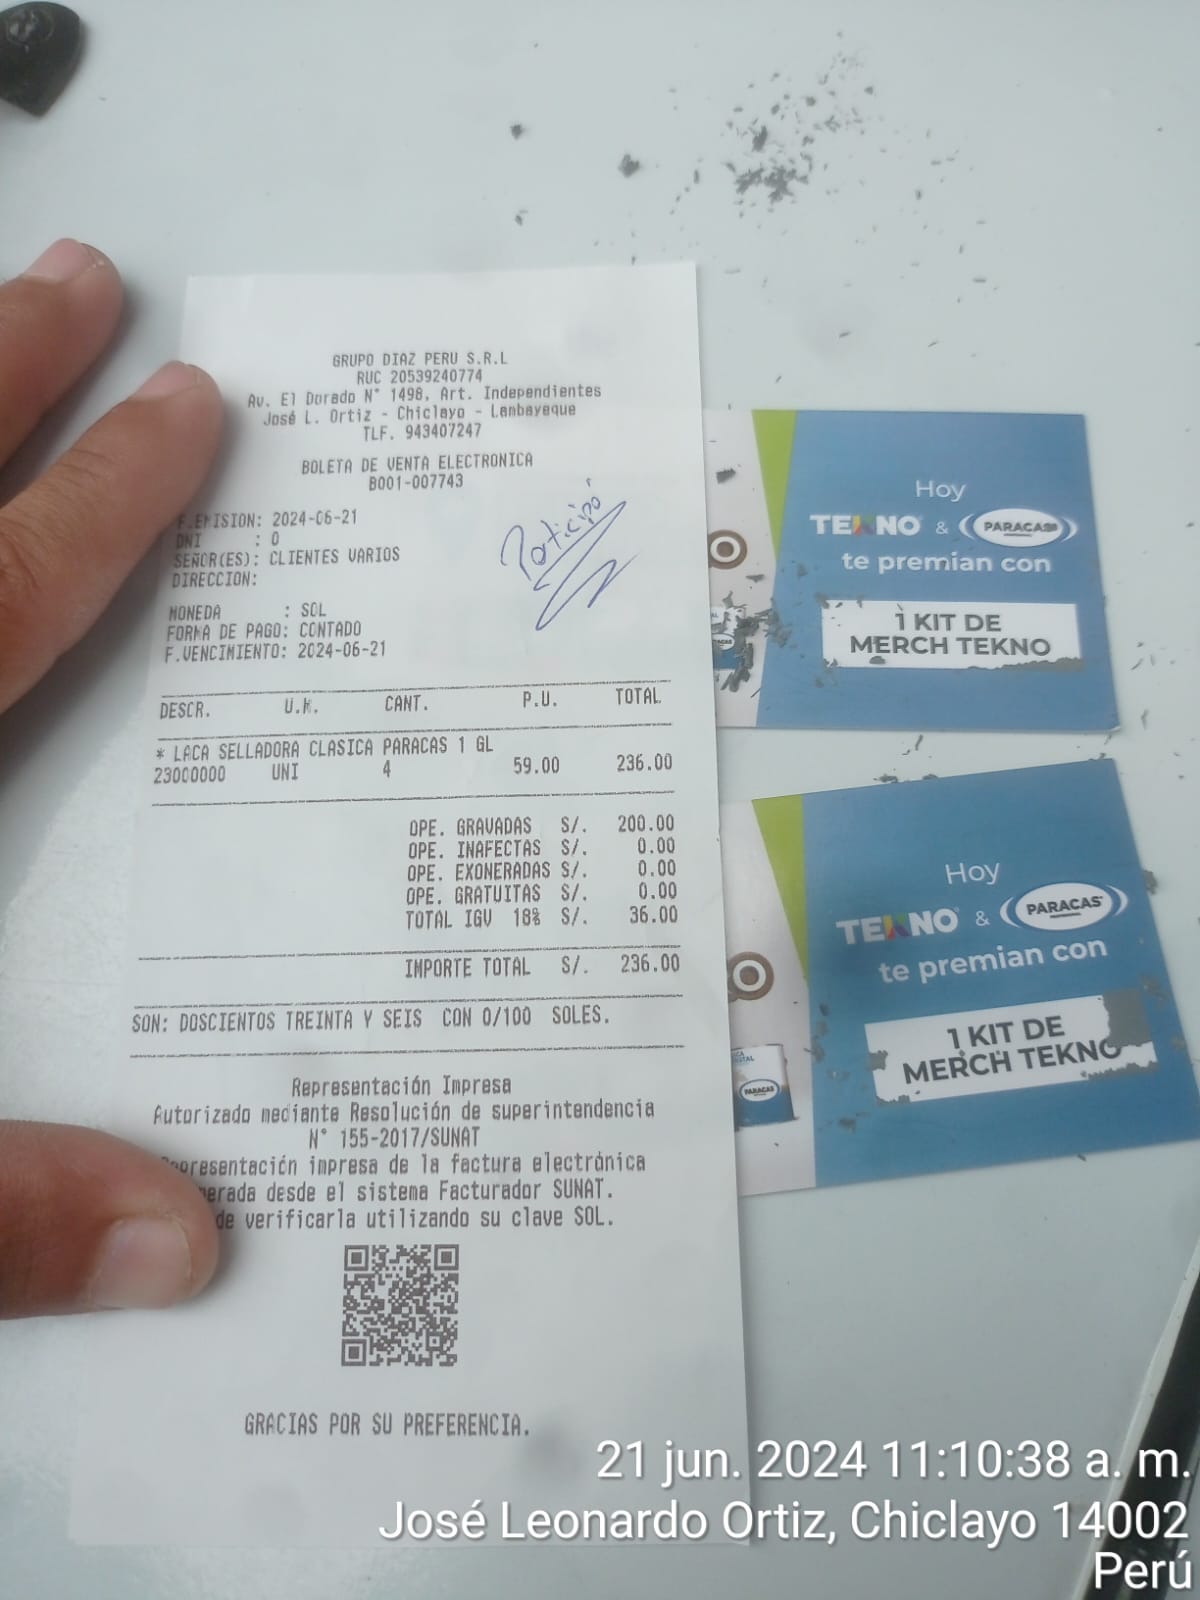 GRUPO DIAZ PERU S.R.L
RUC 20539240774
Av. El Dorado N° 1498, Art. Independientes
José L. Ortiz - Chiclayo - Lambayeque
TLF. 943407247
BOLETA DE VENTA ELECTRONICA
B001-007743
F.EMISION: 2024-06-21
DNI : 0
SEÑOR(ES): CLIENTES VARIOS
DIRECCION:
Participó
MONEDA : SOL
FORMA DE PAGO: CONTADO
F.VENCIMIENTO: 2024-06-21
DESCR. U.M. CANT. P.U. TOTAL
* LACA SELLADORA CLASICA PARACAS 1 GL
23000000 UNI 4 59.00 236.00
OPE. GRAVADAS S/. 200.00
OPE. INAFECTAS S/. 0.00
OPE. EXONERADAS S/. 0.00
OPE. GRATUITAS S/. 0.00
TOTAL IGV 18% S/. 36.00
IMPORTE TOTAL S/. 236.00
SON: DOSCIENTOS TREINTA Y SEIS CON 0/100 SOLES.
Representación Impresa
Autorizado mediante Resolución de superintendencia
N° 155-2017/SUNAT
presentación impresa de la factura electrónica
erada desde el sistema Facturador SUNAT.
de verificarla utilizando su clave SOL.
GRACIAS POR SU PREFERENCIA.
Hoy
TEKNO & PARACAS
te premian con
1 KIT DE
MERCH TEKNO
Hoy
TEKNO & PARACAS
te premian con
1 KIT DE
MERCH TEKNO
PARACAS
21 jun. 2024 11:10:38 a. m.
José Leonardo Ortiz, Chiclayo 14002
Perú